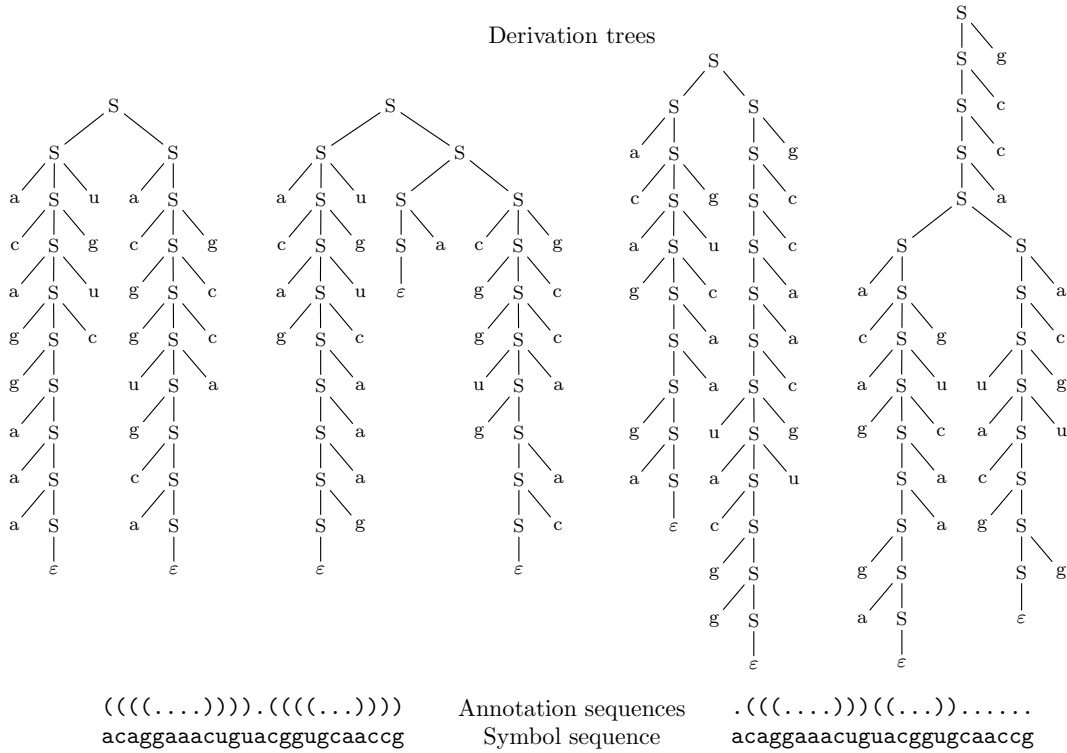 S
Derivation trees
S S g
S S S S S c
S S S S a S S g S c
a S u a S a S u S S c S g S c S a
c S g c S g c S g S a c S g a S u S c S S
a S u g S c a S u ε g S c g S c S a a S S a
g S c g S c g S c g S c S a S a c S g S c
g S u S a S a u S a S a S c a S u u S g
a S g S S a g S g S u S g g S c a S u
a S c S S a S a a S a S u S a c S
a S a S S g S c ε c S S a g S
ε ε ε ε g S g S S g
g S a S ε
ε ε
((((....)))).((((...)))) Annotation sequences .(((....)))((...))......
acaggaaacuguacggugcaaccg Symbol sequence acaggaaacuguacggugcaaccg